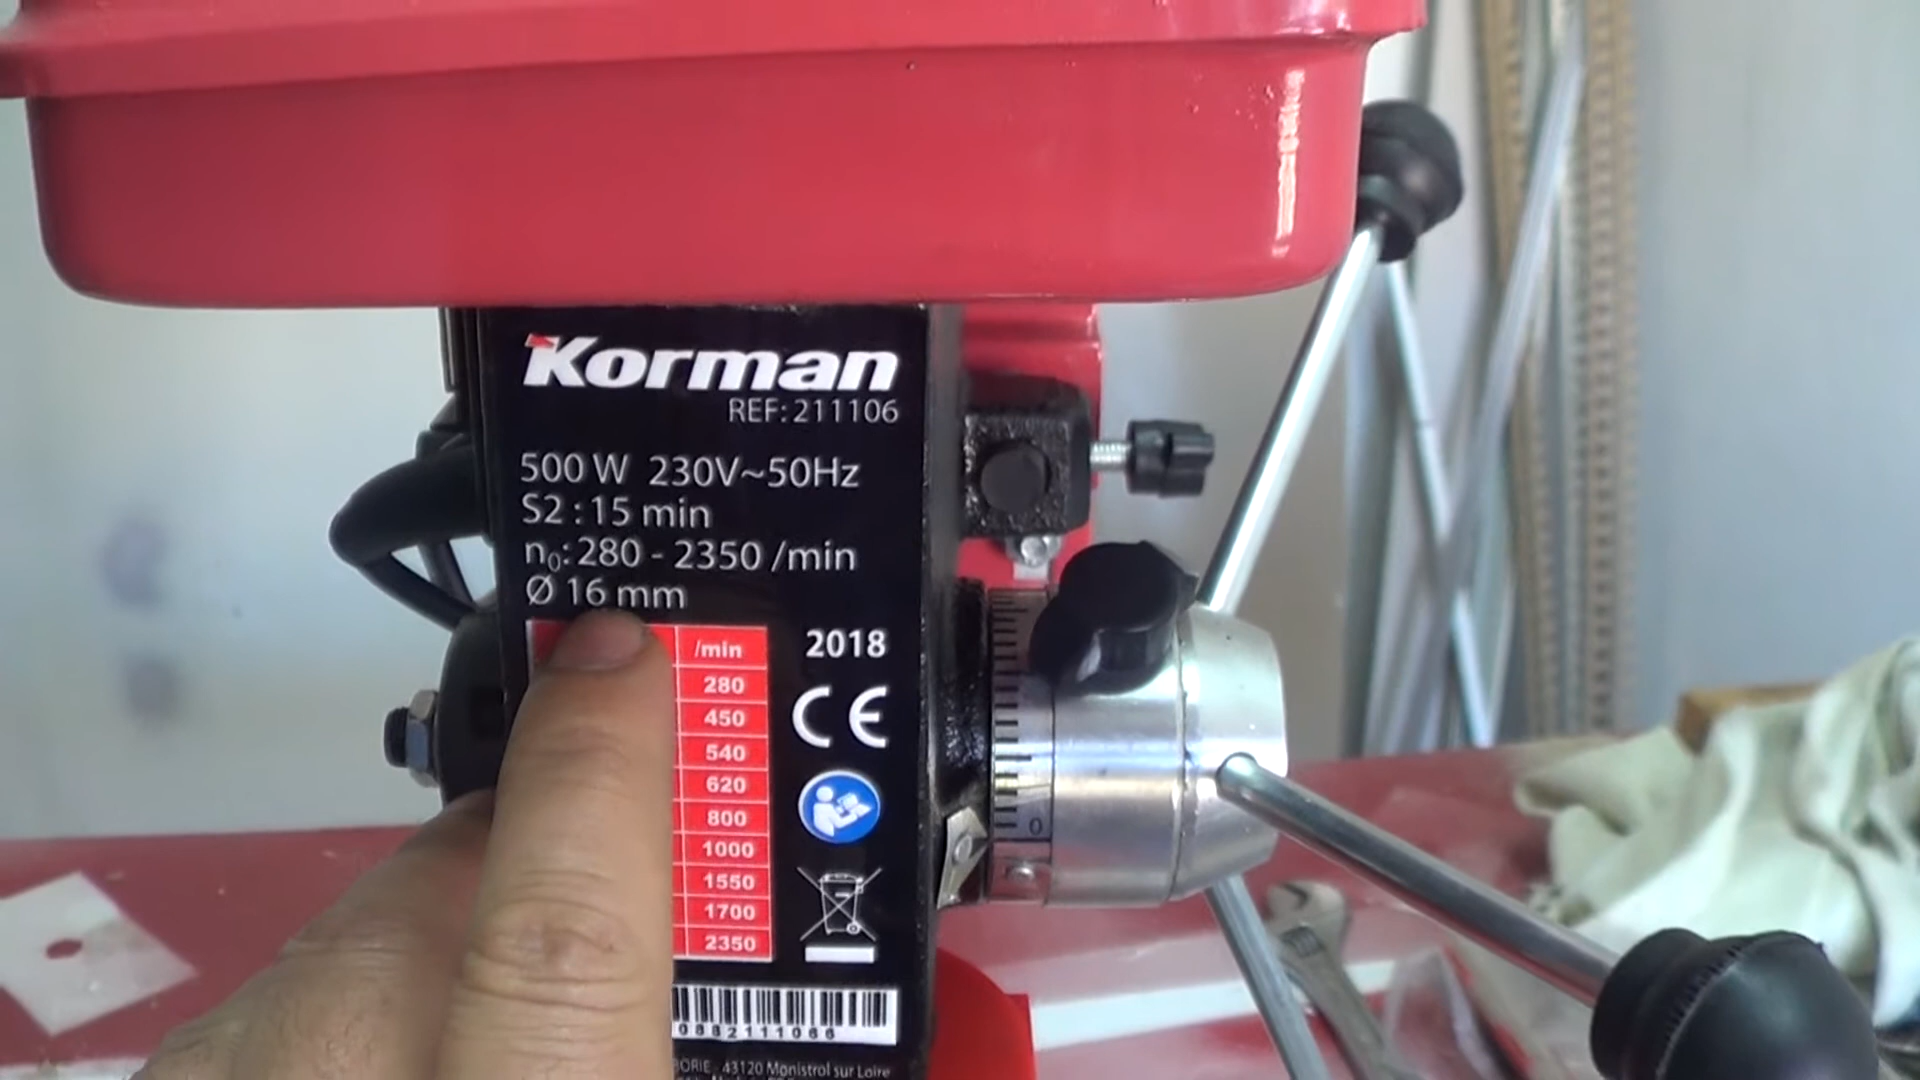 Korman
REF: 211106
500 W 230V~50Hz
S2 : 15 min
n₀: 280 - 2350 /min
Ø 16 mm
/min
2018
280
450
CE
540
620
800
1000
1550
1700
2350
0
43120 Monistrol sur Loire